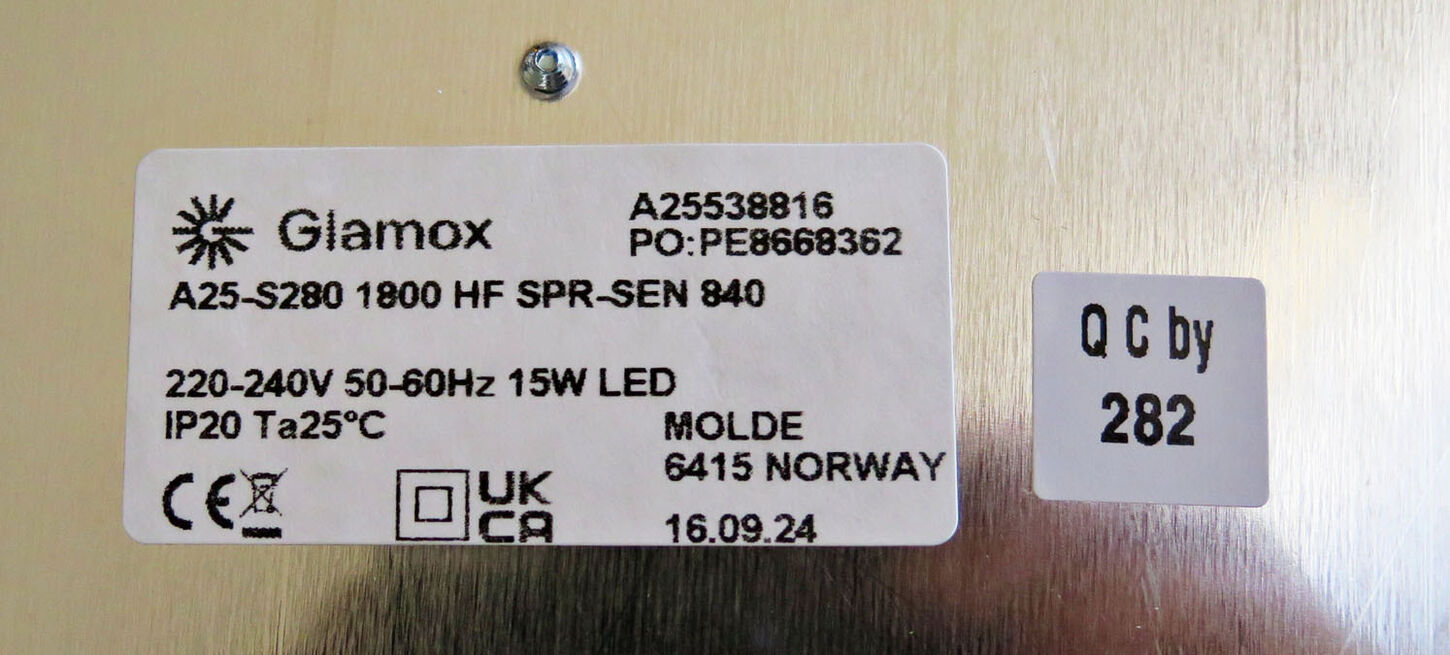 Glamox
A25538816
PO:PE8668362
A25-S280 1800 HF SPR-SEN 840
220-240V 50-60Hz 15W LED
IP20 Ta25°C
MOLDE
6415 NORWAY
CE
UK
CA
16.09.24
Q C by
282